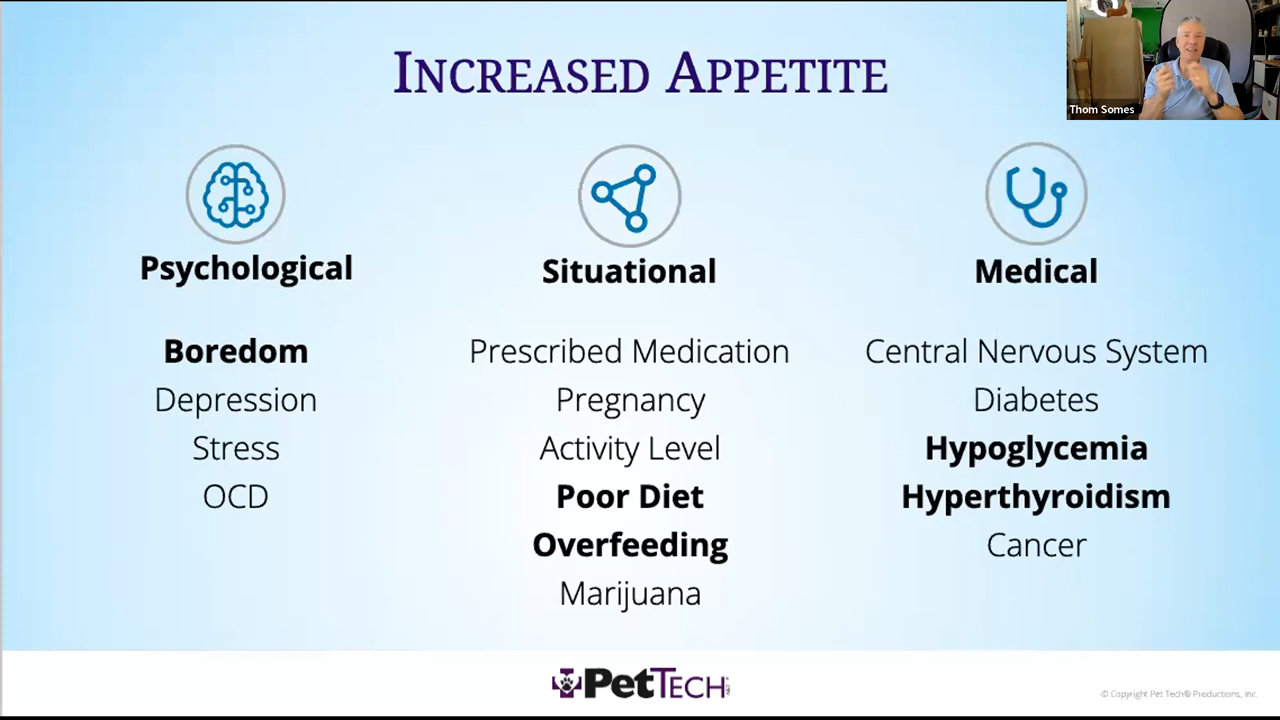 INCREASED APPETITE
Thom Somes
Psychological
Boredom
Depression
Stress
OCD
Situational
Prescribed Medication
Pregnancy
Activity Level
Poor Diet
Overfeeding
Marijuana
Medical
Central Nervous System
Diabetes
Hypoglycemia
Hyperthyroidism
Cancer
PetTech
© Copyright Pet Tech® Productions, Inc.